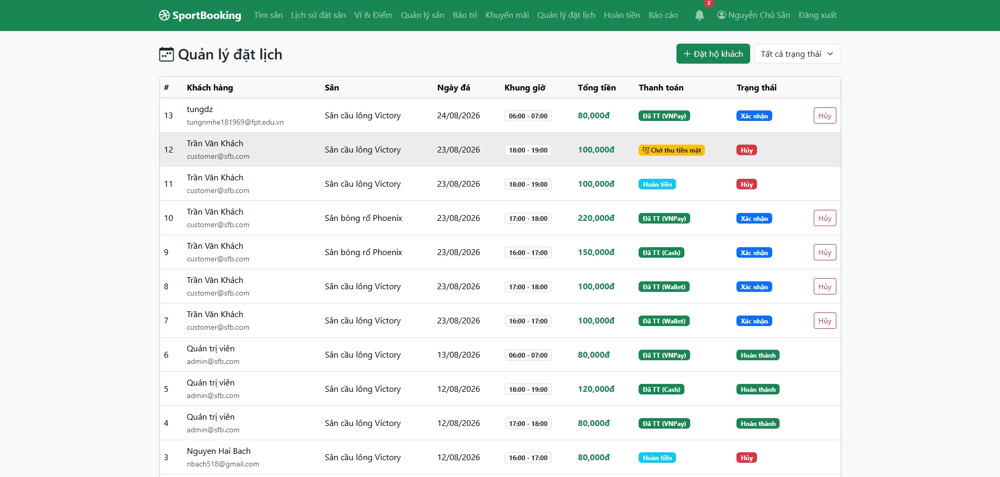 SportBooking Tìm sân Lịch sử đặt sân Ví & Điểm Quản lý sân Bảo trì Khuyến mãi Quản lý đặt lịch Hoàn tiền Báo cáo 2 Nguyễn Chủ Sân Đăng xuất
Quản lý đặt lịch + Đặt hộ khách Tất cả trạng thái
# Khách hàng Sân Ngày đá Khung giờ Tổng tiền Thanh toán Trạng thái
13 tungdz Sân cầu lông Victory 24/08/2026 06:00 - 07:00 80,000đ Đã TT (VNPay) Xác nhận Hủy
tungnmhe181969@fpt.edu.vn
12 Trần Văn Khách Sân cầu lông Victory 23/08/2026 18:00 - 19:00 100,000đ Chờ thu tiền mặt Hủy
customer@sfb.com
11 Trần Văn Khách Sân cầu lông Victory 23/08/2026 18:00 - 19:00 100,000đ Hoàn tiền Hủy
customer@sfb.com
10 Trần Văn Khách Sân bóng rổ Phoenix 23/08/2026 17:00 - 18:00 220,000đ Đã TT (VNPay) Xác nhận Hủy
customer@sfb.com
9 Trần Văn Khách Sân bóng rổ Phoenix 23/08/2026 16:00 - 17:00 150,000đ Đã TT (Cash) Xác nhận Hủy
customer@sfb.com
8 Trần Văn Khách Sân cầu lông Victory 23/08/2026 17:00 - 18:00 100,000đ Đã TT (Wallet) Xác nhận Hủy
customer@sfb.com
7 Trần Văn Khách Sân cầu lông Victory 23/08/2026 16:00 - 17:00 100,000đ Đã TT (Wallet) Xác nhận Hủy
customer@sfb.com
6 Quản trị viên Sân cầu lông Victory 13/08/2026 06:00 - 07:00 80,000đ Đã TT (VNPay) Hoàn thành
admin@sfb.com
5 Quản trị viên Sân cầu lông Victory 12/08/2026 18:00 - 19:00 120,000đ Đã TT (Cash) Hoàn thành
admin@sfb.com
4 Quản trị viên Sân cầu lông Victory 12/08/2026 17:00 - 18:00 80,000đ Đã TT (VNPay) Hoàn thành
admin@sfb.com
3 Nguyen Hai Bach Sân cầu lông Victory 12/08/2026 16:00 - 17:00 80,000đ Hoàn tiền Hủy
nbach518@gmail.com